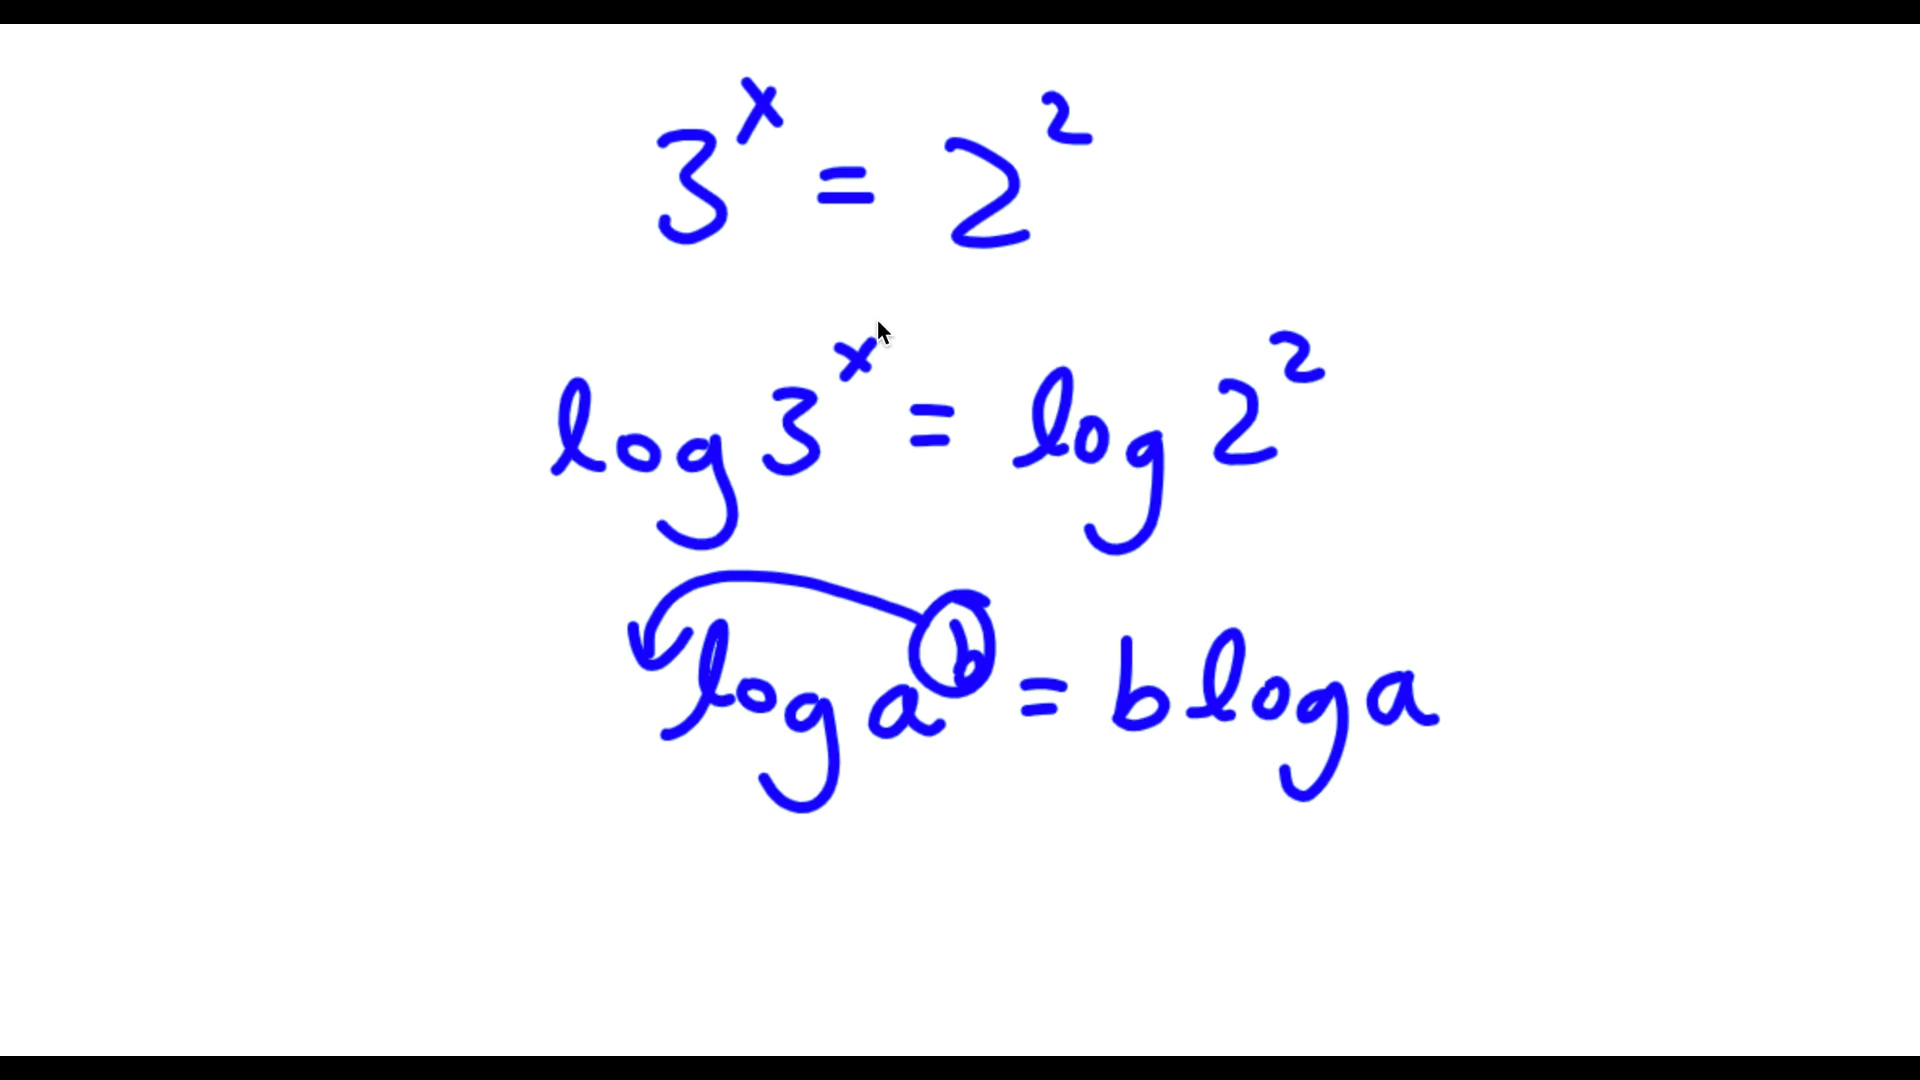 3^x = 2^2
log 3^x = log 2^2
log a^b = b log a